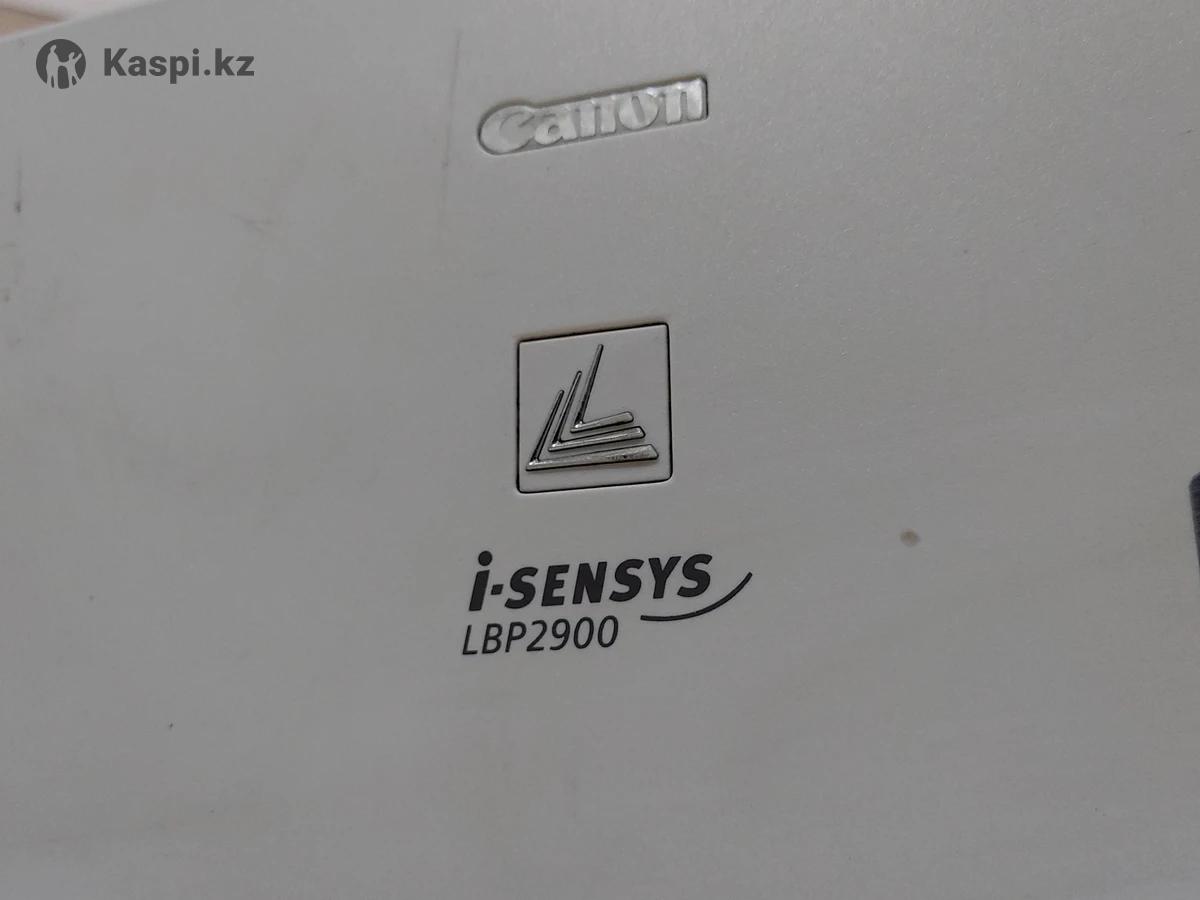 Kaspi.kz
Canon
i-SENSYS
LBP2900